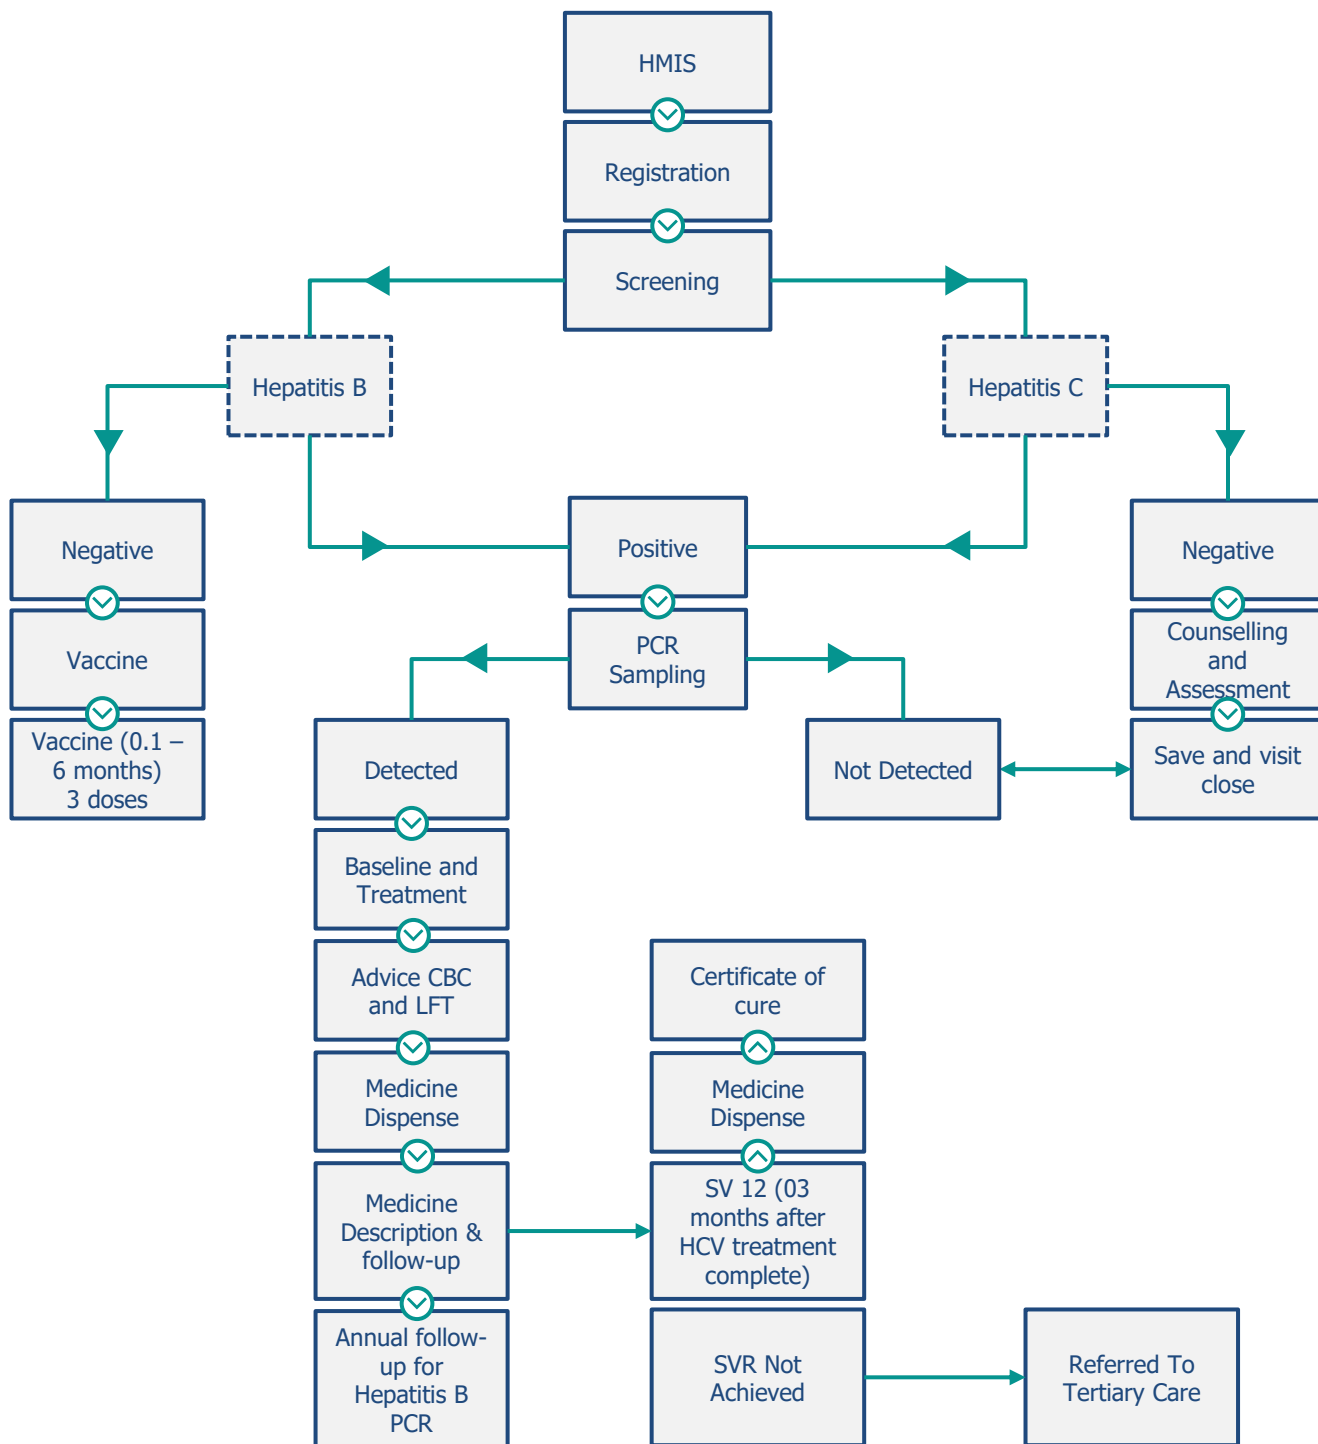 HMIS
Registration
Screening
Hepatitis B
Hepatitis C
Negative
Positive
Negative
Vaccine
PCR
Sampling
Counselling
and
Assessment
Vaccine (0.1 –
6 months)
3 doses
Detected
Not Detected
Save and visit
close
Baseline and
Treatment
Advice CBC
and LFT
Certificate of
cure
Medicine
Dispense
Medicine
Dispense
Medicine
Description &
follow-up
SV 12 (03
months after
HCV treatment
complete)
Annual follow-
up for
Hepatitis B
PCR
SVR Not
Achieved
Referred To
Tertiary Care